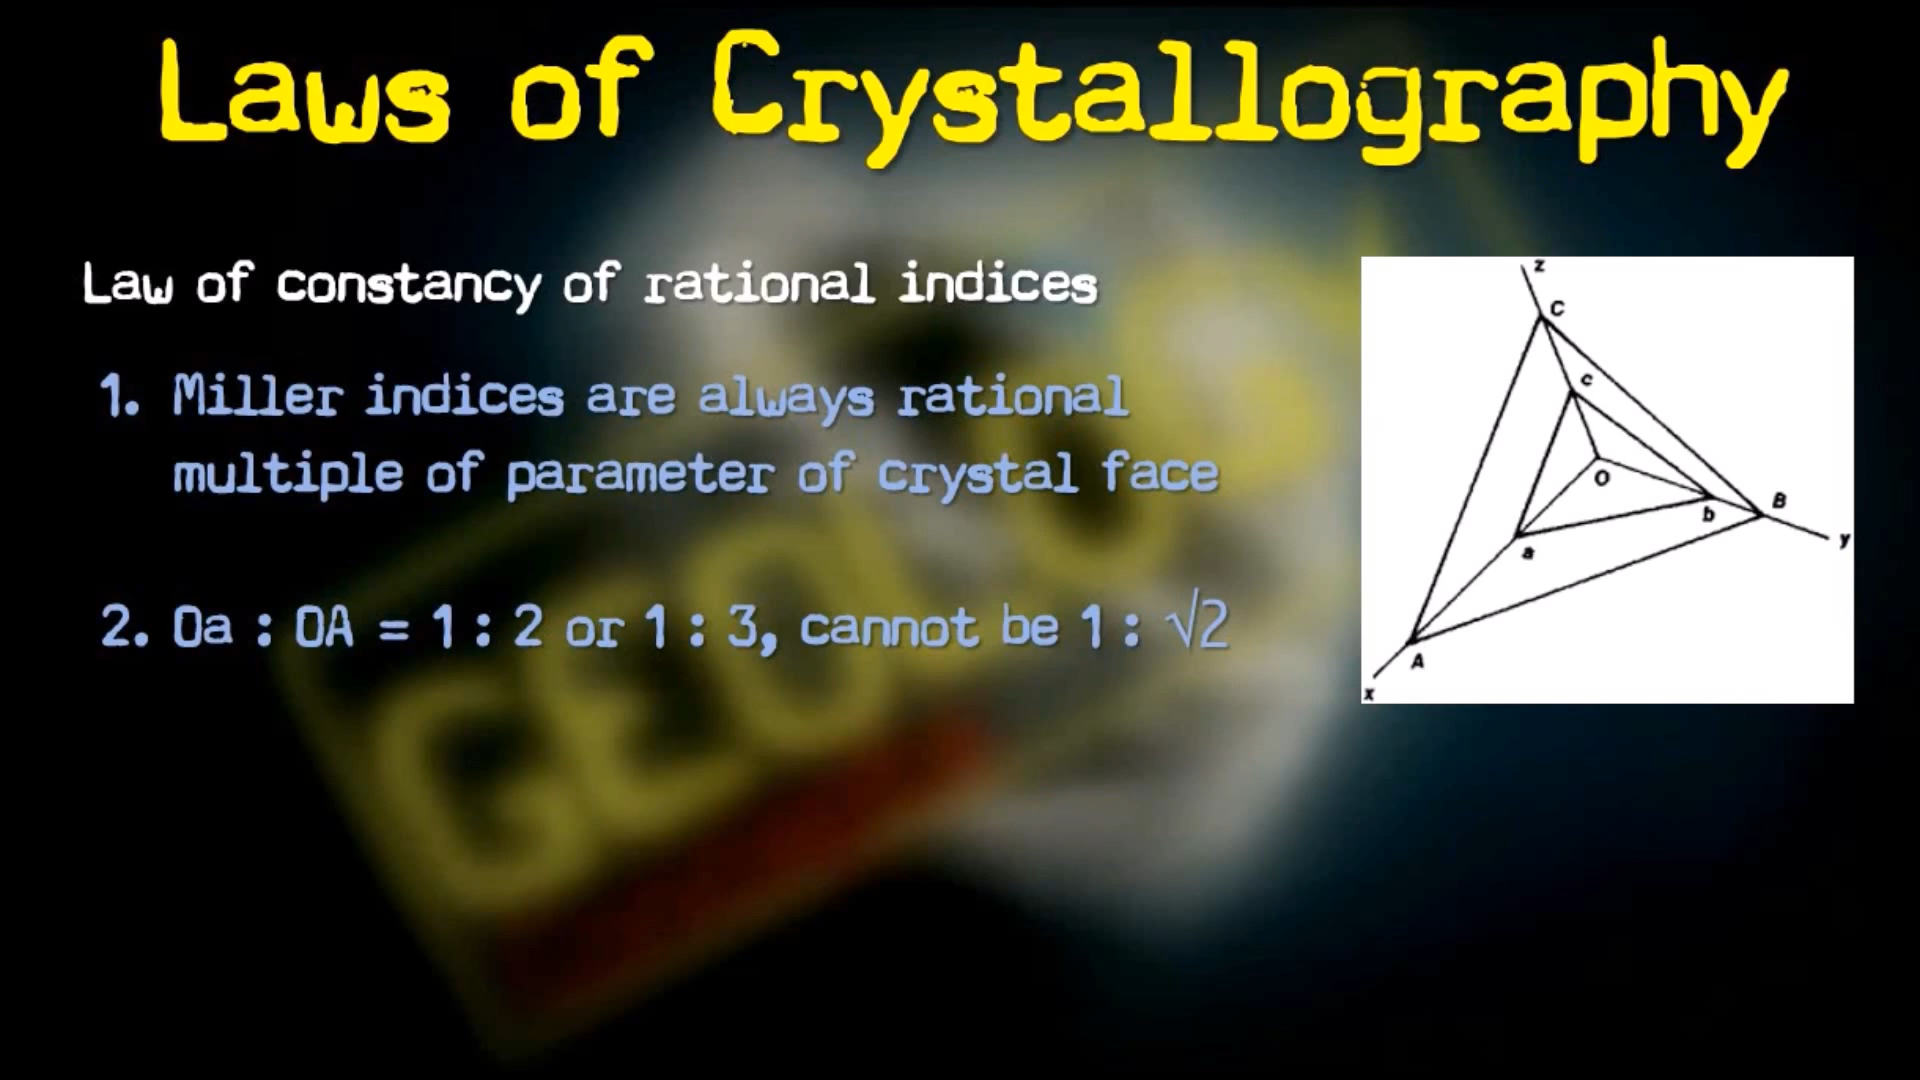 Laws of Crystallography
Law of constancy of rational indices
1. Miller indices are always rational
multiple of parameter of crystal face
2. Oa : OA = 1 : 2 or 1 : 3, cannot be 1 : √2
z
C
c
O
B
b
y
a
A
x